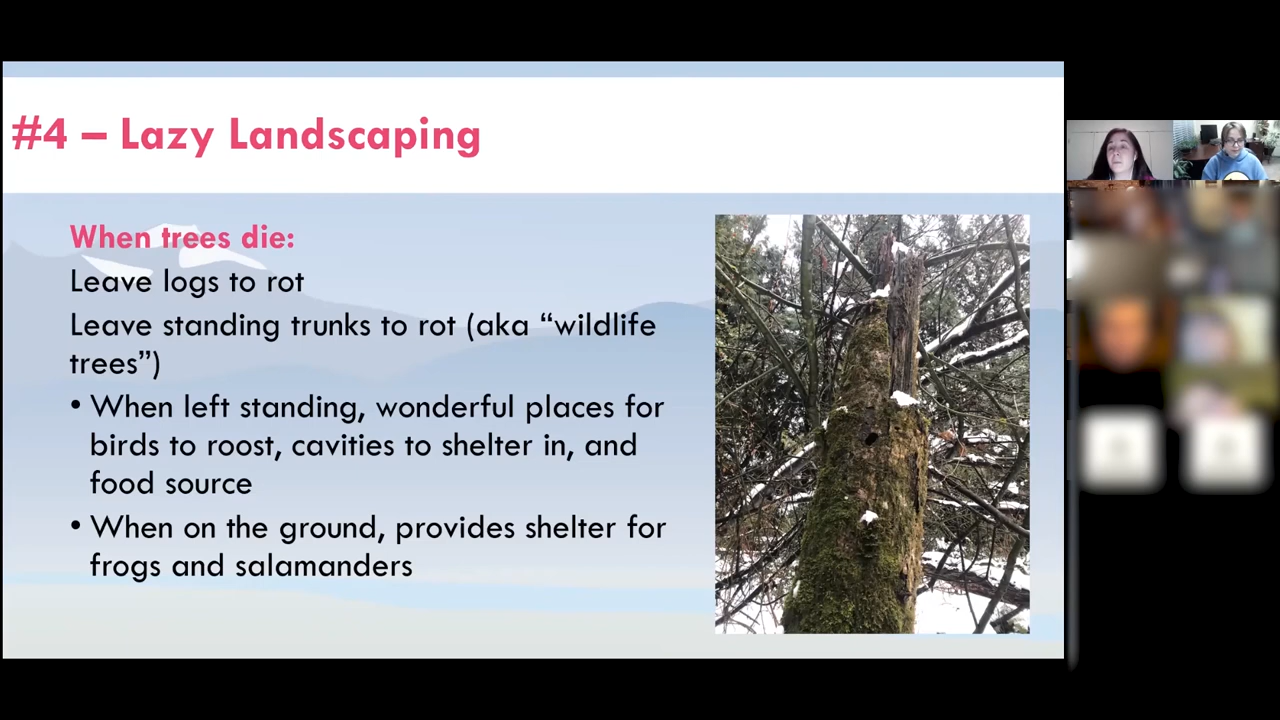 #4 – Lazy Landscaping
When trees die:
Leave logs to rot
Leave standing trunks to rot (aka “wildlife
trees”)
• When left standing, wonderful places for
birds to roost, cavities to shelter in, and
food source
• When on the ground, provides shelter for
frogs and salamanders